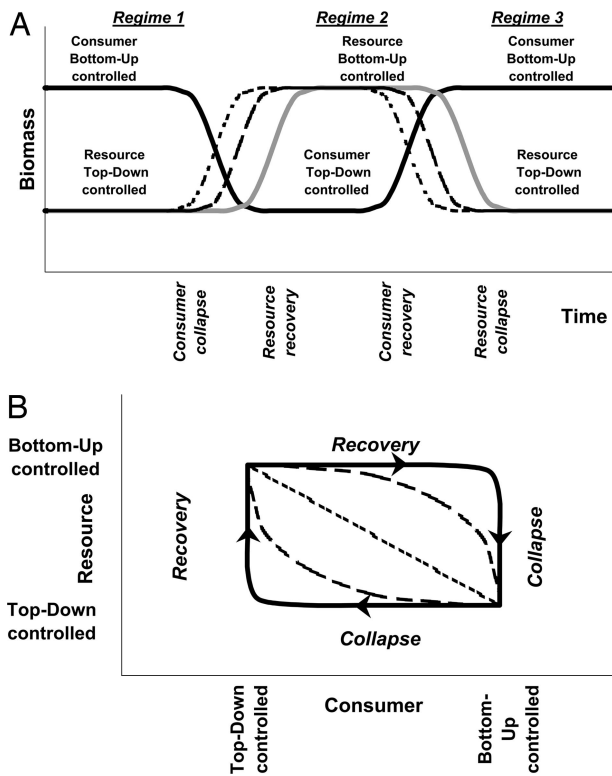 A
Regime 1
Regime 2
Regime 3
Consumer
Bottom-Up
controlled
Resource
Bottom-Up
controlled
Consumer
Bottom-Up
controlled
Biomass
Resource
Top-Down
controlled
Consumer
Top-Down
controlled
Resource
Top-Down
controlled
Consumer
collapse
Resource
recovery
Consumer
recovery
Resource
collapse
Time
B
Bottom-Up
controlled
Resource
Top-Down
controlled
Recovery
Recovery
Collapse
Collapse
Top-Down
controlled
Consumer
Bottom-
Up
controlled